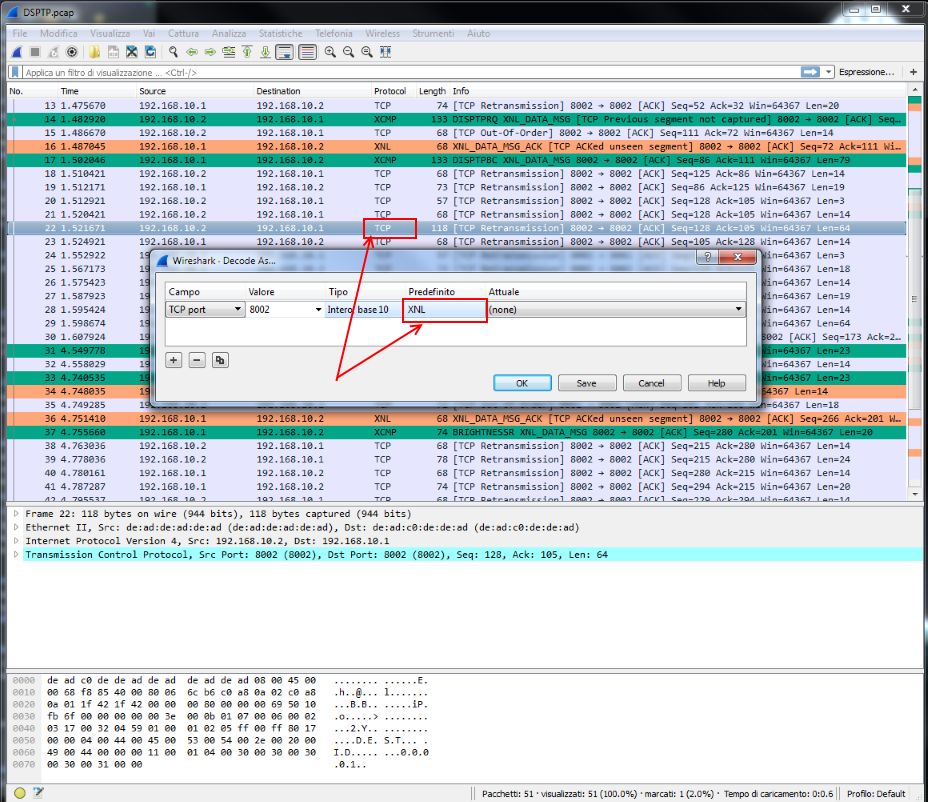 DSPTP.pcap
File Modifica Visualizza Vai Cattura Analizza Statistiche Telefonia Wireless Strumenti Aiuto
Applica un filtro di visualizzazione ... <Ctrl-/> Espressione... +
No. Time Source Destination Protocol Length Info
13 1.475670 192.168.10.1 192.168.10.2 TCP 74 [TCP Retransmission] 8002 → 8002 [ACK] Seq=52 Ack=32 Win=64367 Len=20
14 1.482920 192.168.10.2 192.168.10.1 XCMP 133 DISPTPRQ XNL_DATA_MSG [TCP Previous segment not captured] 8002 → 8002 [ACK] Seq…
15 1.486670 192.168.10.2 192.168.10.1 TCP 68 [TCP Out-Of-Order] 8002 → 8002 [ACK] Seq=111 Ack=72 Win=64367 Len=14
16 1.487045 192.168.10.1 192.168.10.2 XNL 68 XNL_DATA_MSG_ACK [TCP ACKed unseen segment] 8002 → 8002 [ACK] Seq=72 Ack=111 Wi…
17 1.502046 192.168.10.1 192.168.10.2 XCMP 133 DISPTPBC XNL_DATA_MSG 8002 → 8002 [ACK] Seq=86 Ack=111 Win=64367 Len=79
18 1.510421 192.168.10.2 192.168.10.1 TCP 68 [TCP Retransmission] 8002 → 8002 [ACK] Seq=125 Ack=86 Win=64367 Len=14
19 1.512171 192.168.10.1 192.168.10.2 TCP 73 [TCP Retransmission] 8002 → 8002 [ACK] Seq=86 Ack=125 Win=64367 Len=19
20 1.512921 192.168.10.2 192.168.10.1 TCP 57 [TCP Retransmission] 8002 → 8002 [ACK] Seq=128 Ack=105 Win=64367 Len=3
21 1.520421 192.168.10.2 192.168.10.1 TCP 68 [TCP Retransmission] 8002 → 8002 [ACK] Seq=128 Ack=105 Win=64367 Len=14
22 1.521671 192.168.10.2 192.168.10.1 TCP 118 [TCP Retransmission] 8002 → 8002 [ACK] Seq=128 Ack=105 Win=64367 Len=64
23 1.524921 192.168.10.1 192.168.10.2 TCP 68 [TCP Retransmission] 8002 → 8002 [ACK] Seq=105 Ack=128 Win=64367 Len=14
24 1.552922 Win=64367 Len=3
25 1.567173 Win=64367 Len=18
26 1.575423 Win=64367 Len=14
27 1.587923 Win=64367 Len=19
28 1.595424 Win=64367 Len=14
29 1.598674 Win=64367 Len=64
30 1.607924 Seq=173 Ack=2…
31 4.549778 Win=64367 Len=23
32 4.558029 Win=64367 Len=14
33 4.740535 Win=64367 Len=23
34 4.748035 Len=14
35 4.749285 Win=64367 Len=18
Wireshark - Decode As...
Campo Valore Tipo Predefinito Attuale
TCP port 8002 Intero base 10 XNL (none)
OK Save Cancel Help
36 4.751410 192.168.10.1 192.168.10.2 XNL 68 XNL_DATA_MSG_ACK [TCP ACKed unseen segment] 8002 → 8002 [ACK] Seq=266 Ack=201 W…
37 4.755660 192.168.10.1 192.168.10.2 XCMP 74 BRIGHTNESSR XNL_DATA_MSG 8002 → 8002 [ACK] Seq=280 Ack=201 Win=64367 Len=20
38 4.763036 192.168.10.2 192.168.10.1 TCP 68 [TCP Retransmission] 8002 → 8002 [ACK] Seq=215 Ack=280 Win=64367 Len=14
39 4.778036 192.168.10.2 192.168.10.1 TCP 78 [TCP Retransmission] 8002 → 8002 [ACK] Seq=215 Ack=280 Win=64367 Len=24
40 4.780161 192.168.10.1 192.168.10.2 TCP 68 [TCP Retransmission] 8002 → 8002 [ACK] Seq=280 Ack=215 Win=64367 Len=14
41 4.787287 192.168.10.1 192.168.10.2 TCP 74 [TCP Retransmission] 8002 → 8002 [ACK] Seq=294 Ack=215 Win=64367 Len=20
42 4.795537 192.168.10.2 192.168.10.1 TCP 68 [TCP Retransmission] 8002 → 8002 [ACK] Seq=229 Ack=294 Win=64367 Len=14
Frame 22: 118 bytes on wire (944 bits), 118 bytes captured (944 bits)
Ethernet II, Src: de:ad:de:ad:de:ad (de:ad:de:ad:de:ad), Dst: de:ad:c0:de:de:ad (de:ad:c0:de:de:ad)
Internet Protocol Version 4, Src: 192.168.10.2, Dst: 192.168.10.1
Transmission Control Protocol, Src Port: 8002 (8002), Dst Port: 8002 (8002), Seq: 128, Ack: 105, Len: 64
0000 de ad c0 de de ad de ad de ad de ad 08 00 45 00 ........ ......E.
0010 00 68 f8 85 40 00 80 06 6c b6 c0 a8 0a 02 c0 a8 .h..@... l.......
0020 0a 01 1f 42 1f 42 00 00 00 80 00 00 00 69 50 10 ...B.B.. .....iP.
0030 fb 6f 00 00 00 00 00 3e 00 0b 01 07 00 06 00 02 .o.....> ........
0040 03 17 00 32 04 59 01 00 01 02 05 ff 00 ff 80 17 ...2.Y.. ........
0050 00 00 04 00 44 00 45 00 53 00 54 00 2e 00 20 00 ....D.E. S.T... .
0060 49 00 44 00 00 00 11 00 01 04 00 30 00 30 00 30 I.D..... ...0.0.0
0070 00 30 00 31 00 00 .0.1..
Pacchetti: 51 · visualizzati: 51 (100.0%) · marcati: 1 (2.0%) · Tempo di caricamento: 0:0.6 Profilo: Default